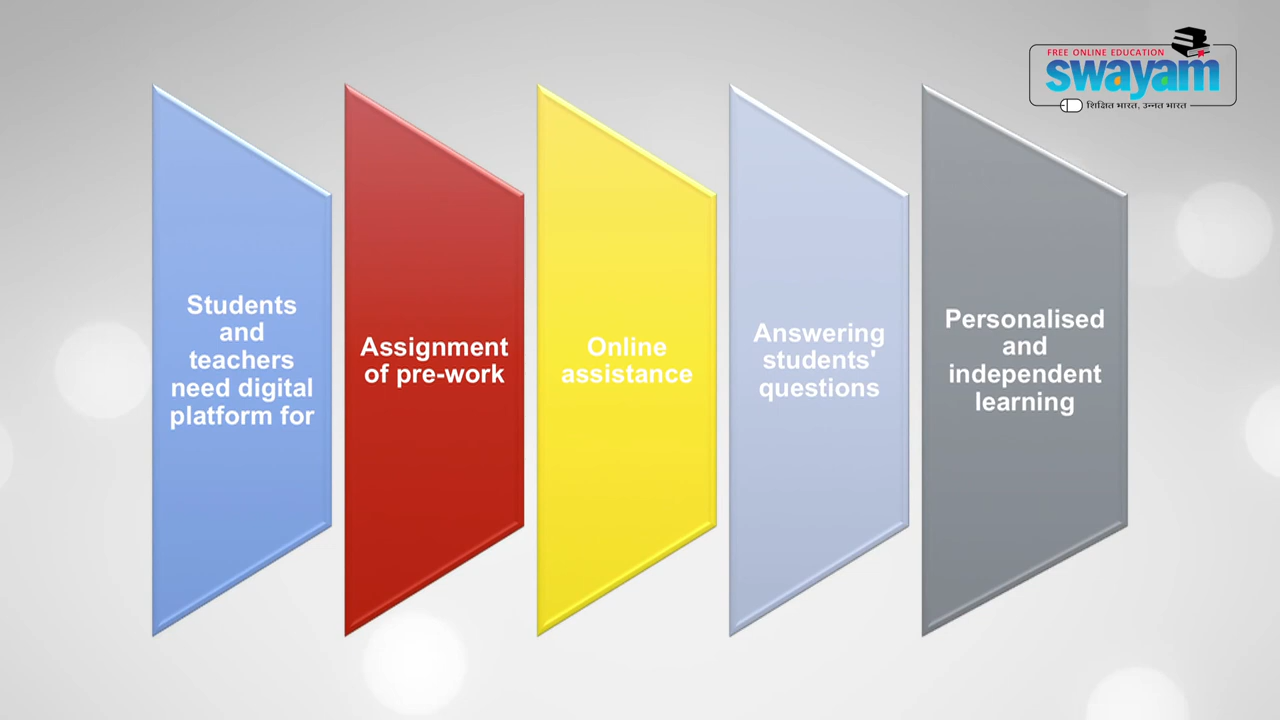 FREE ONLINE EDUCATION
swayam
शिक्षित भारत, उन्नत भारत
Students
and
teachers
need digital
platform for
Assignment
of pre-work
Online
assistance
Answering
students'
questions
Personalised
and
independent
learning